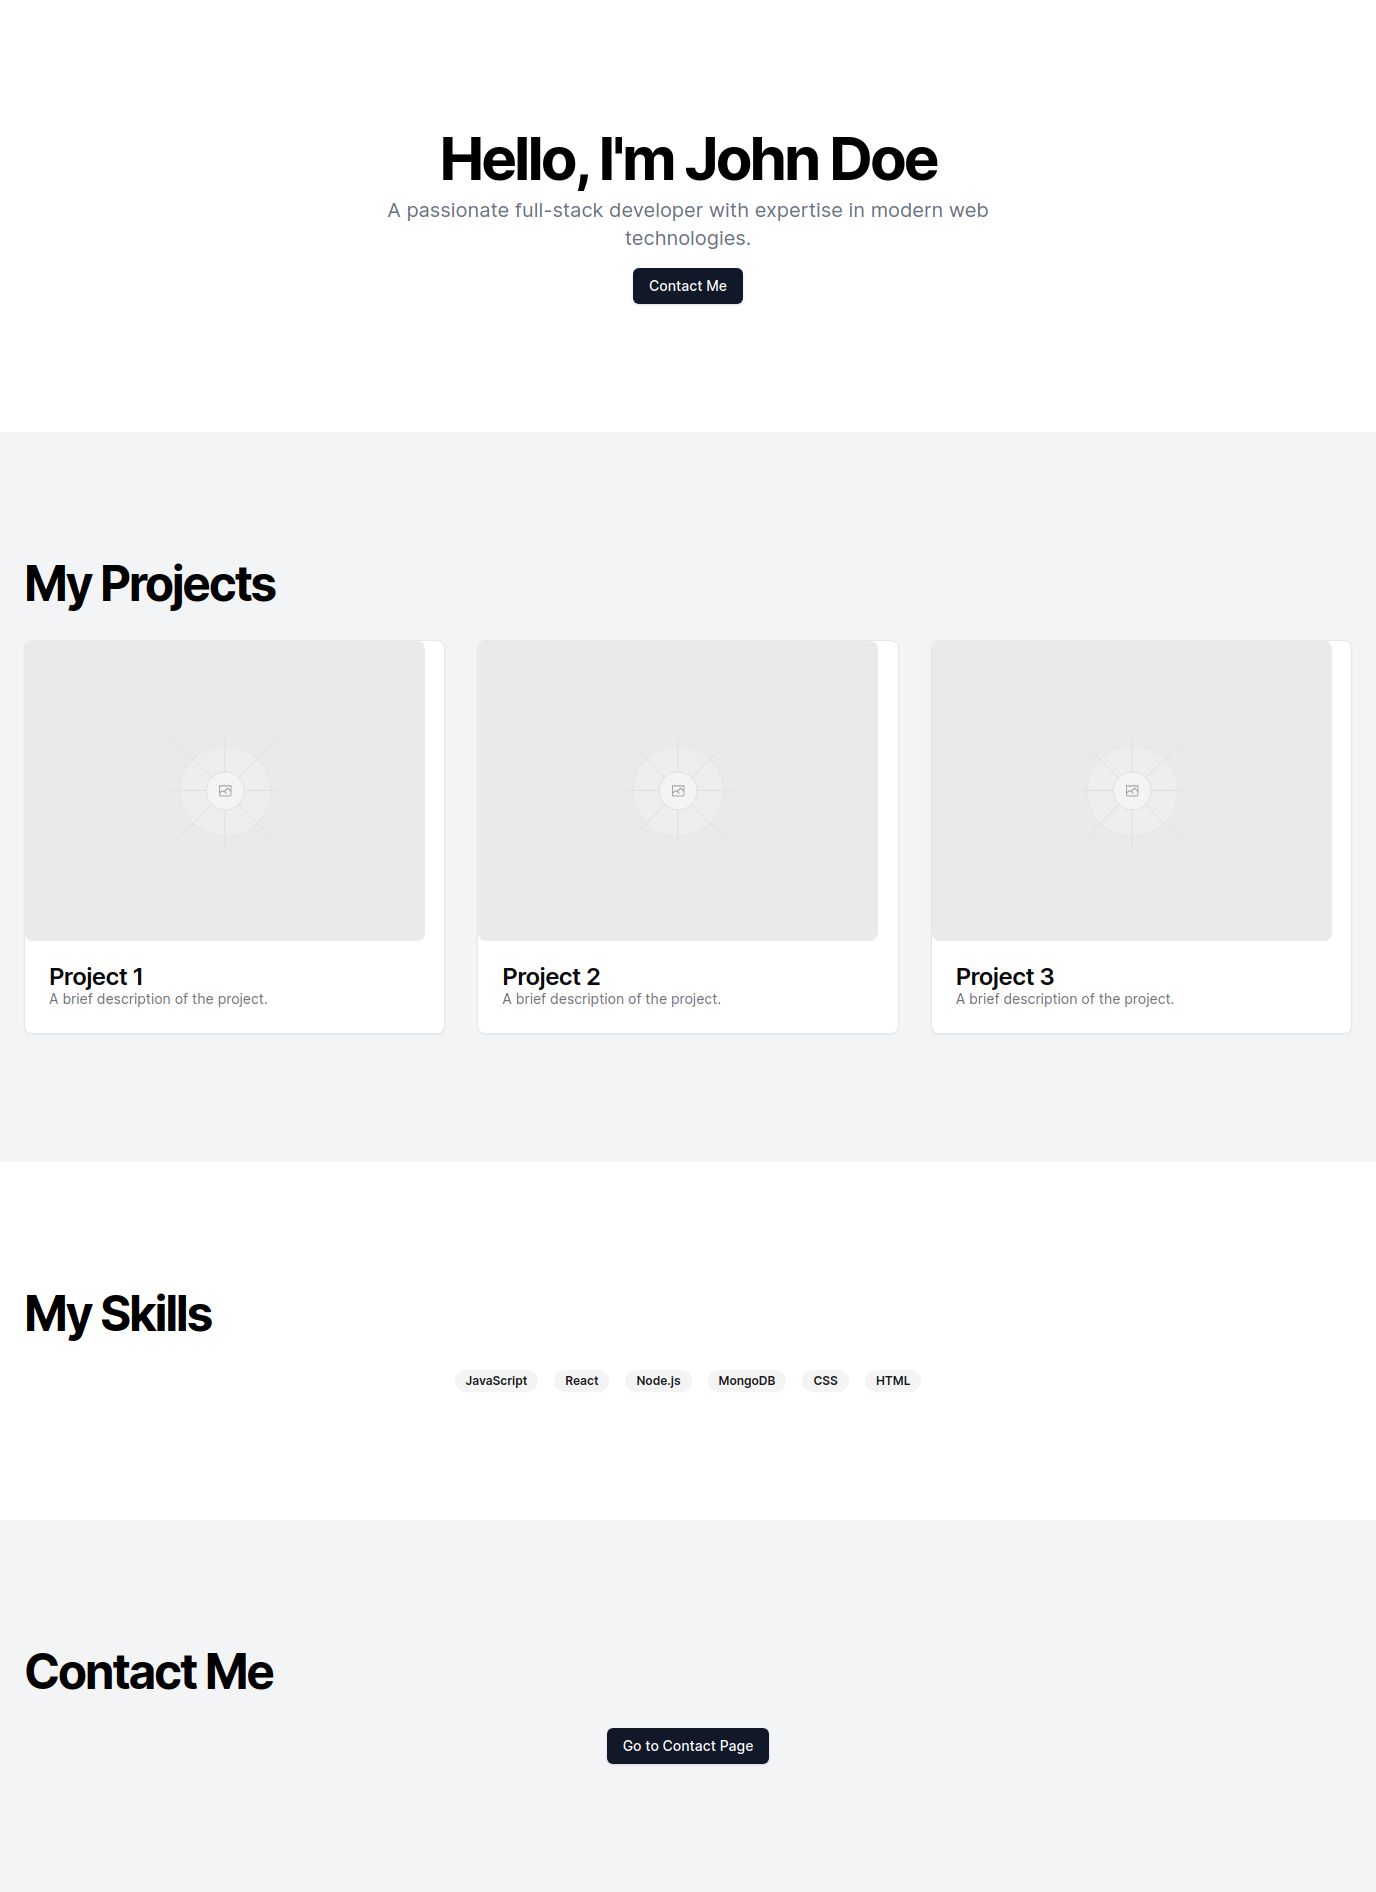 Hello, I'm John Doe
A passionate full-stack developer with expertise in modern web
technologies.
Contact Me
My Projects
Project 1
A brief description of the project.
Project 2
A brief description of the project.
Project 3
A brief description of the project.
My Skills
JavaScript
React
Node.js
MongoDB
CSS
HTML
Contact Me
Go to Contact Page